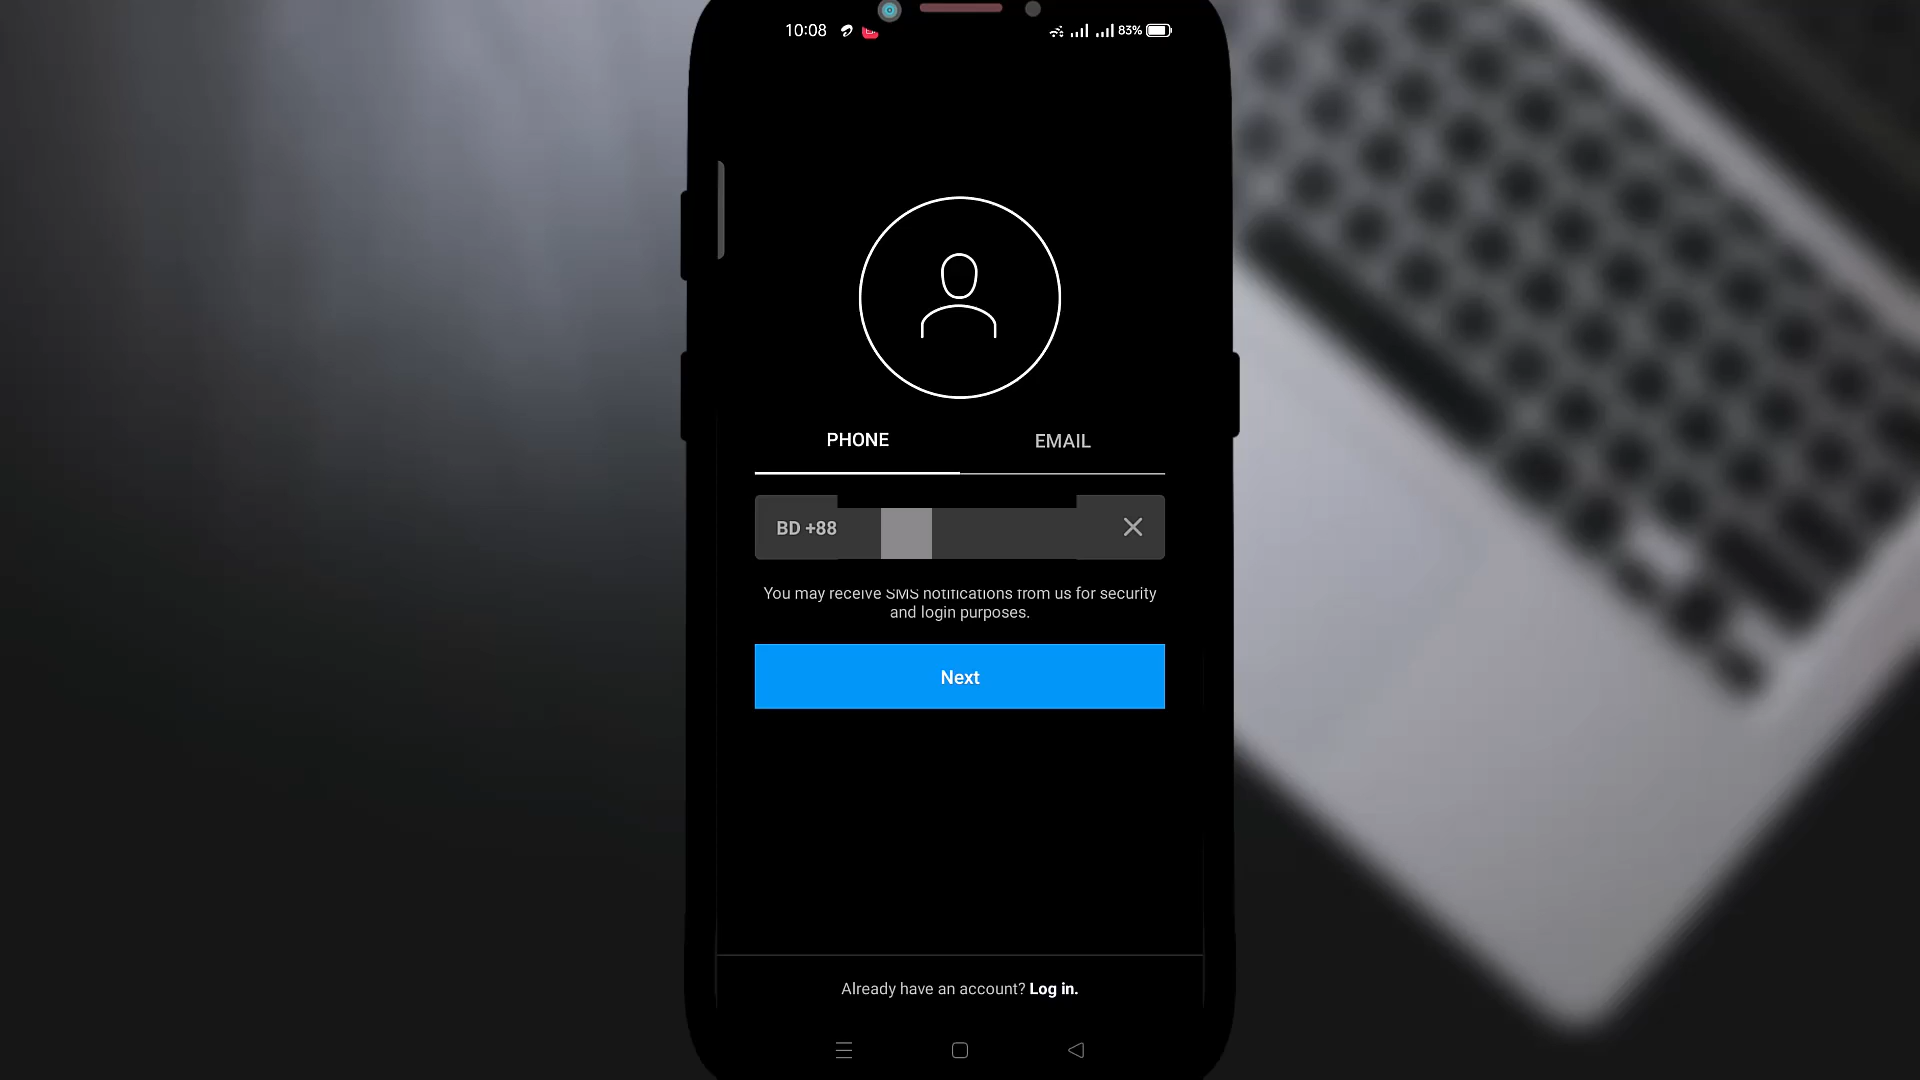 10:08
83%
PHONE
EMAIL
BD +88
You may receive SMS notifications from us for security
and login purposes.
Next
Already have an account? Log in.